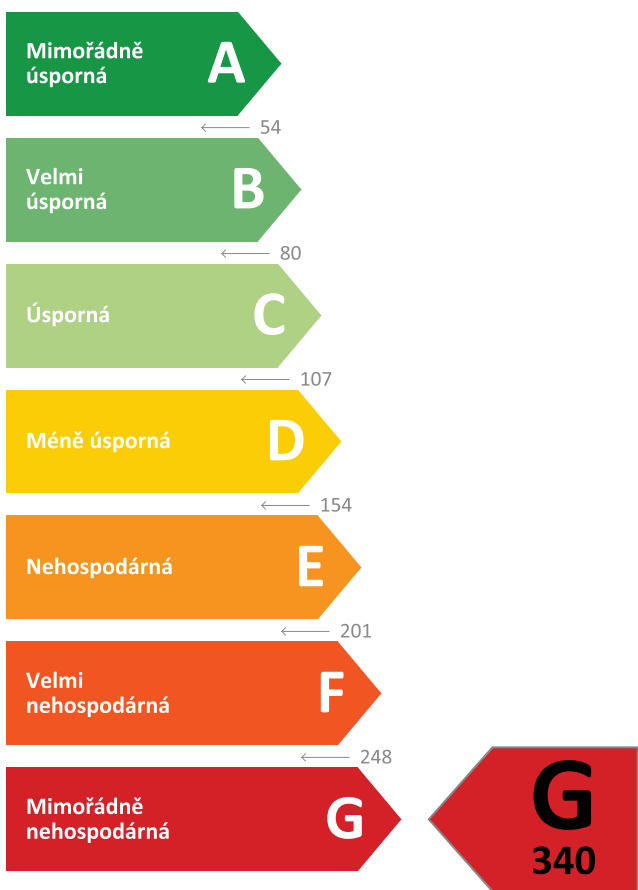 Mimořádně
úsporná
A
54
Velmi
úsporná
B
80
Úsporná
C
107
Méně úsporná
D
154
Nehospodárná
E
201
Velmi
nehospodárná
F
248
Mimořádně
nehospodárná
G
G
340